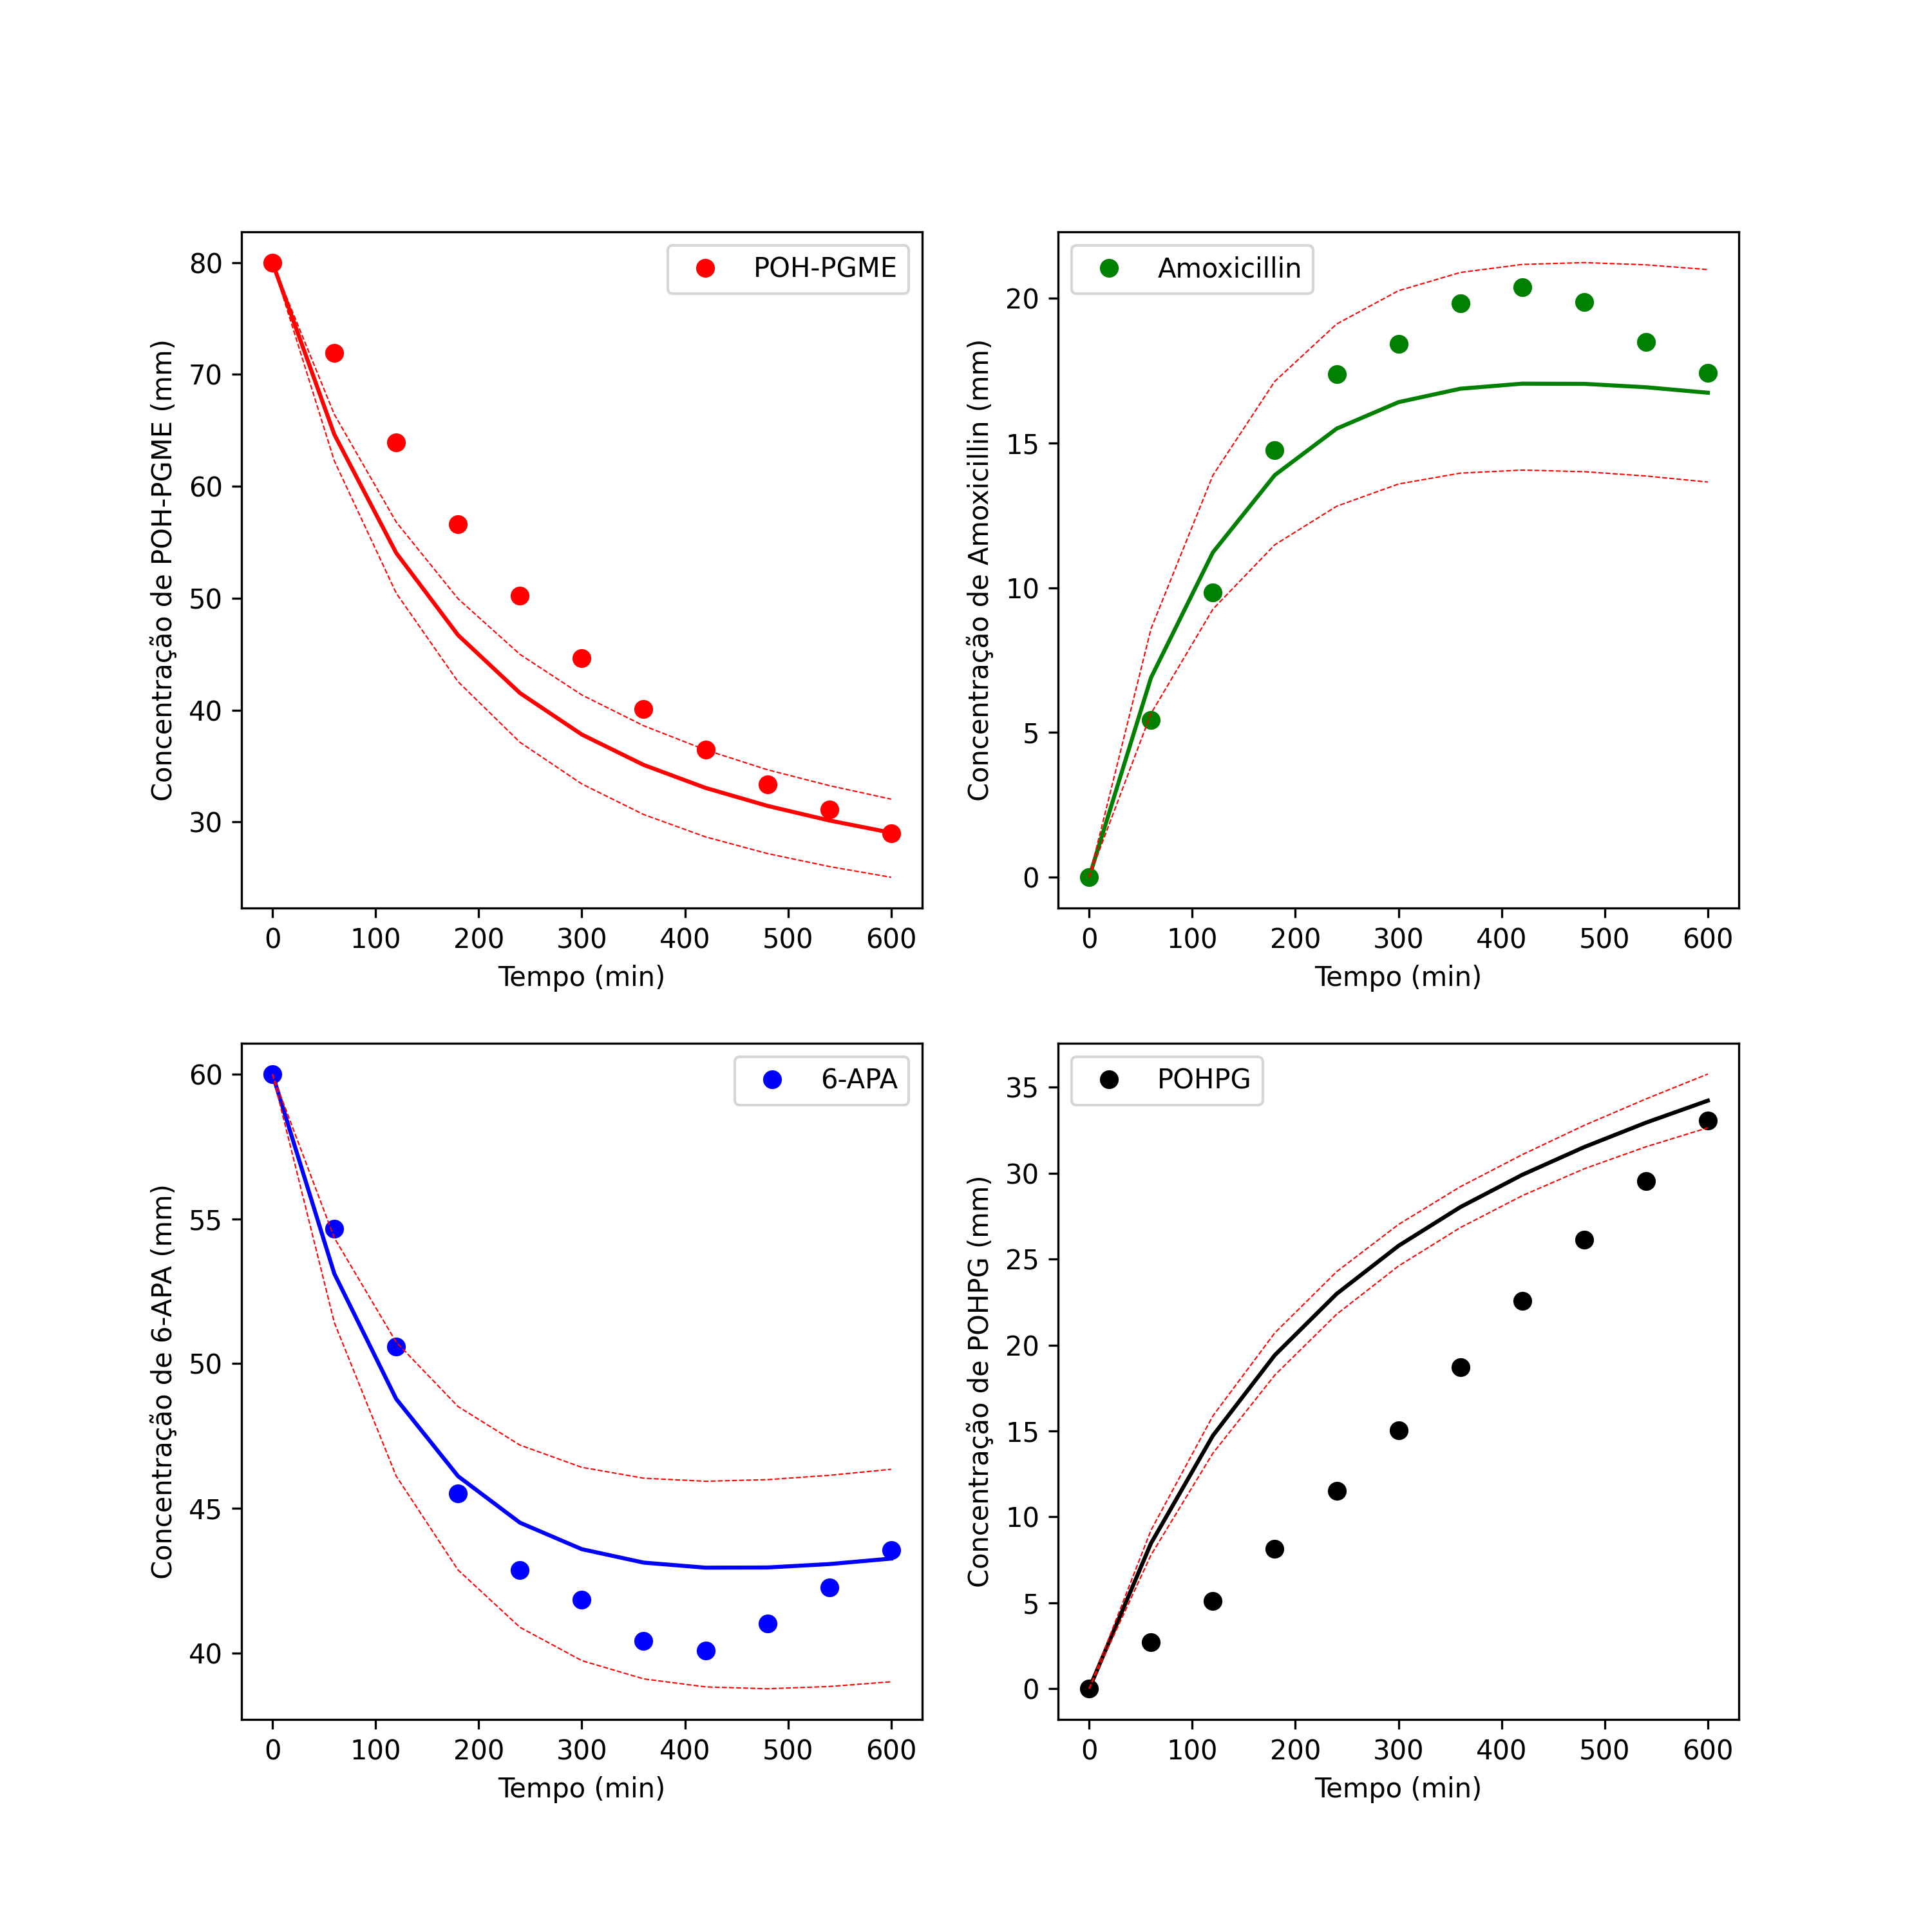 POH-PGME
Concentração de POH-PGME (mm)
80
70
60
50
40
30
0 100 200 300 400 500 600
Tempo (min)
Amoxicillin
Concentração de Amoxicillin (mm)
20
15
10
5
0
0 100 200 300 400 500 600
Tempo (min)
6-APA
Concentração de 6-APA (mm)
60
55
50
45
40
0 100 200 300 400 500 600
Tempo (min)
POHPG
Concentração de POHPG (mm)
35
30
25
20
15
10
5
0
0 100 200 300 400 500 600
Tempo (min)